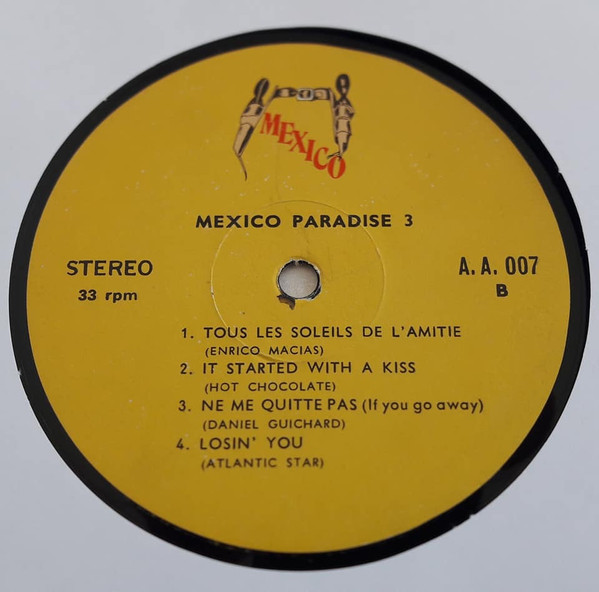 MEXICO
MEXICO PARADISE 3
STEREO
33 rpm
A. A. 007
B
1. TOUS LES SOLEILS DE L'AMITIE
(ENRICO MACIAS)
2. IT STARTED WITH A KISS
(HOT CHOCOLATE)
3. NE ME QUITTE PAS (If you go away)
(DANIEL GUICHARD)
4. LOSIN' YOU
(ATLANTIC STAR)